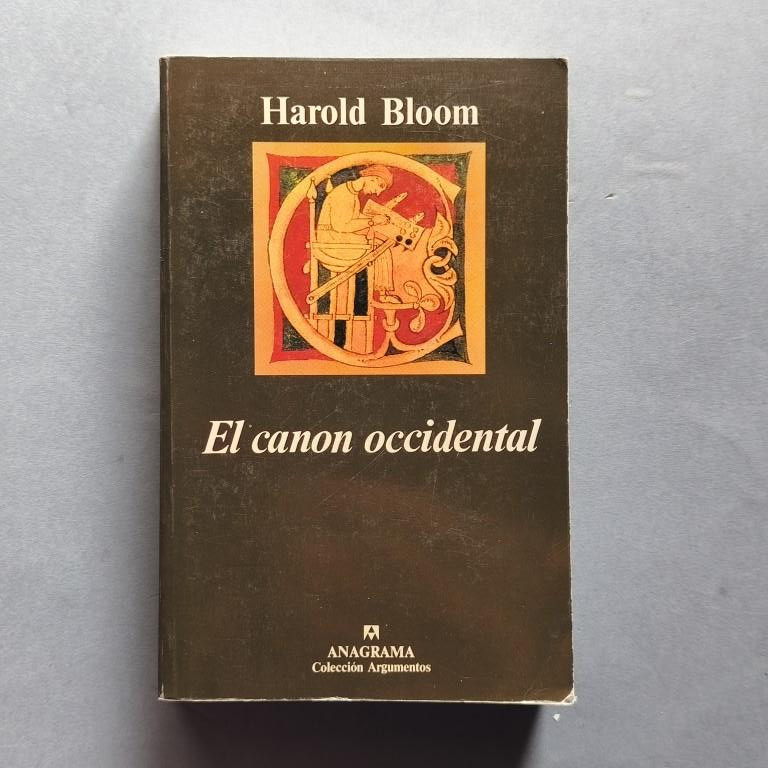 Harold Bloom
El canon occidental
ANAGRAMA
Colección Argumentos